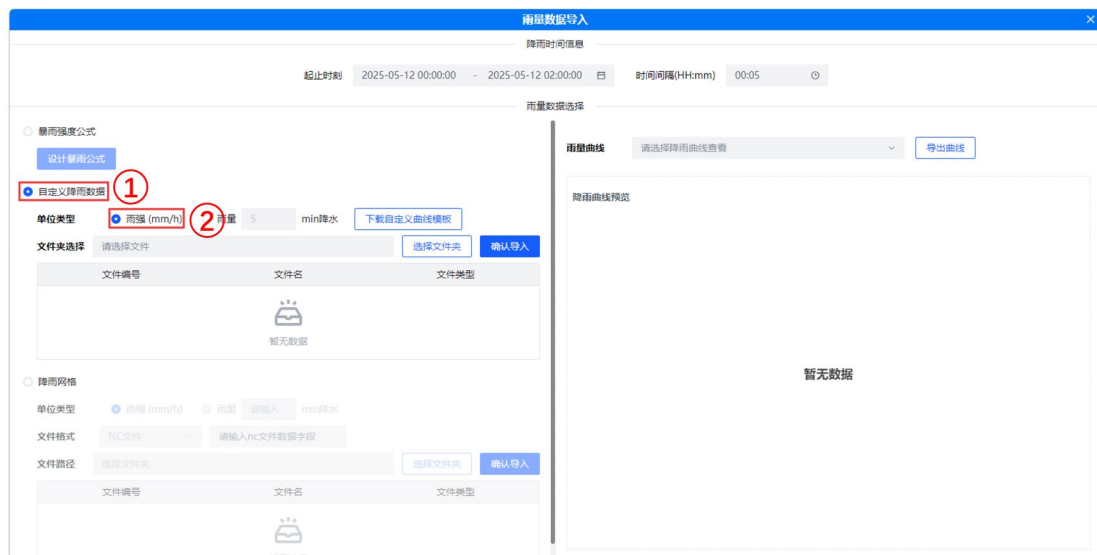 雨量数据导入
降雨时间信息
起止时刻 2025-05-12 00:00:00 - 2025-05-12 02:00:00 时间间隔(HH:mm) 00:05
雨量数据选择
暴雨强度公式
设计暴雨公式
自定义降雨数据 ①
单位类型 雨强 (mm/h) ② 雨量 5 min降水 下载自定义曲线模板
文件夹选择 请选择文件 选择文件夹 确认导入
文件编号 文件名 文件类型
暂无数据
降雨网格
单位类型 雨强 (mm/h) 雨量 请输入 min降水
文件格式 NC文件 请输入nc文件数据字段
文件路径 选择文件夹 选择文件夹 确认导入
文件编号 文件名 文件类型
雨量曲线 请选择降雨曲线查看 导出曲线
降雨曲线预览
暂无数据